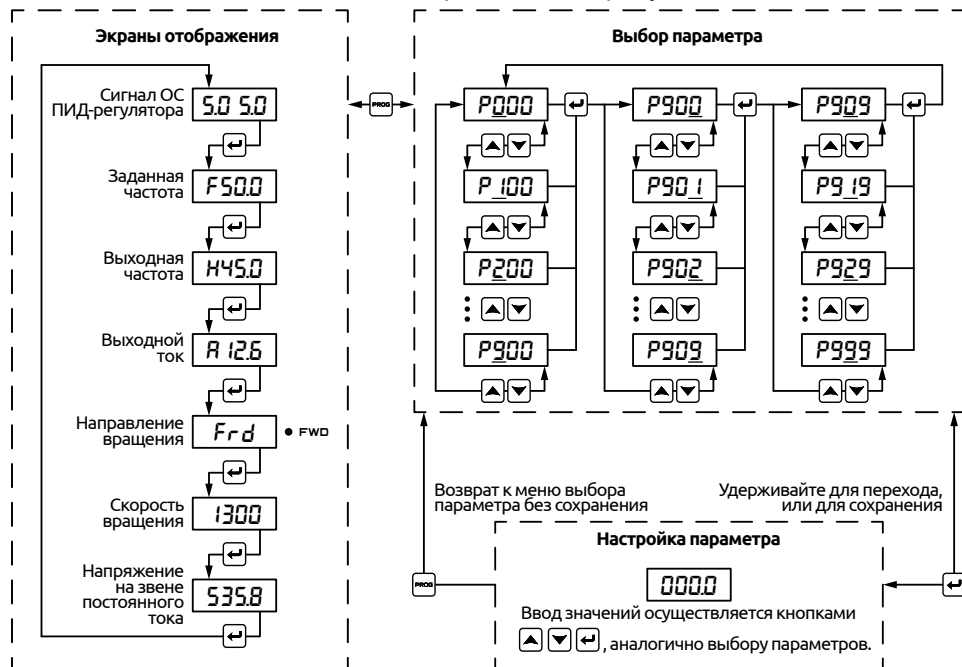 Экраны отображения
Сигнал ОС
ПИД-регулятора
5.0 5.0
Заданная
частота
F50.0
Выходная
частота
H45.0
Выходной
ток
A 12.6
Направление
вращения
Frd
FWD
Скорость
вращения
1300
Напряжение
на звене
постоянного
тока
535.8
PROG
Выбор параметра
P000
P900
P909
P100
P901
P919
P200
P902
P929
P900
P909
P999
Возврат к меню выбора
параметра без сохранения
Удерживайте для перехода,
или для сохранения
PROG
Настройка параметра
000.0
Ввод значений осуществляется кнопками
, аналогично выбору параметров.